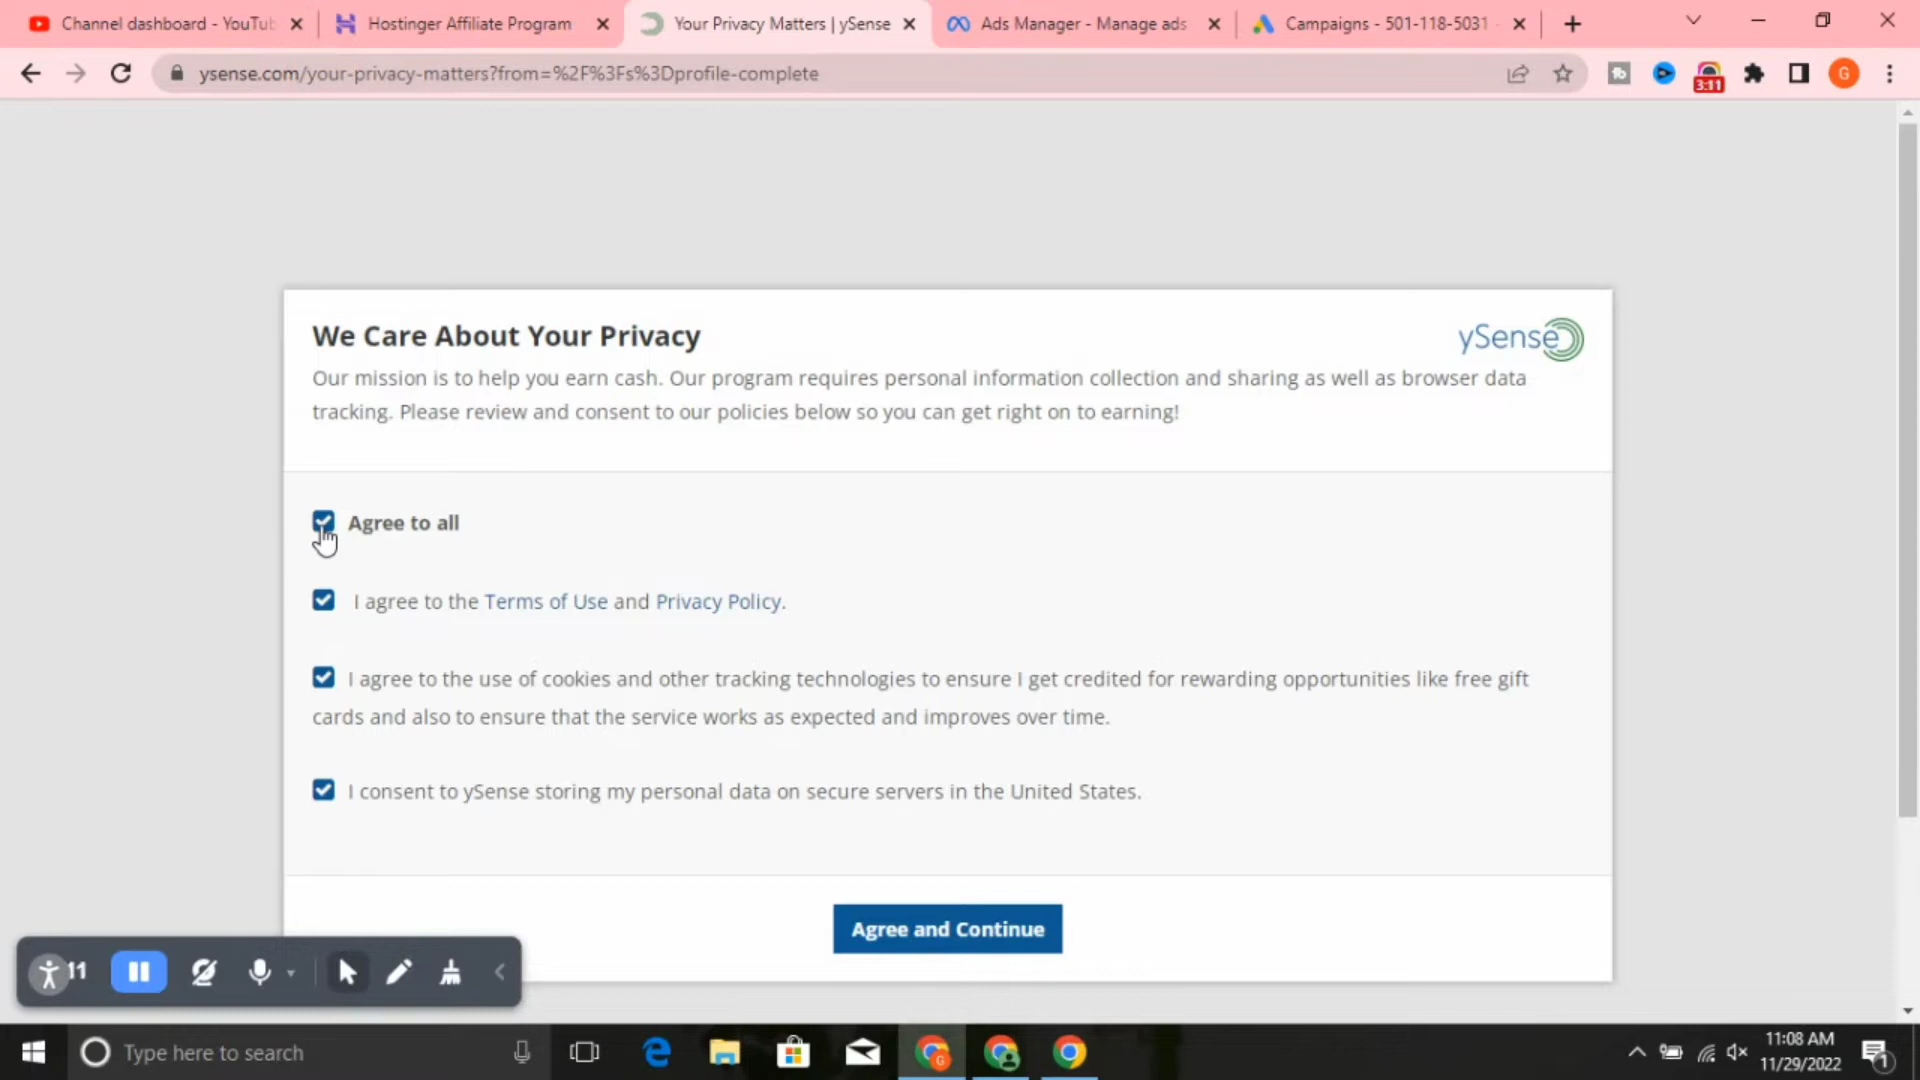 Channel dashboard - YouTub
Hostinger Affiliate Program
Your Privacy Matters | ySense
Ads Manager - Manage ads
Campaigns - 501-118-5031 -
ysense.com/your-privacy-matters?from=%2F%3Fs%3Dprofile-complete
3:11
G
We Care About Your Privacy
ySense
Our mission is to help you earn cash. Our program requires personal information collection and sharing as well as browser data
tracking. Please review and consent to our policies below so you can get right on to earning!
Agree to all
I agree to the Terms of Use and Privacy Policy.
I agree to the use of cookies and other tracking technologies to ensure I get credited for rewarding opportunities like free gift
cards and also to ensure that the service works as expected and improves over time.
I consent to ySense storing my personal data on secure servers in the United States.
Agree and Continue
11
Type here to search
G
11:08 AM
11/29/2022
1